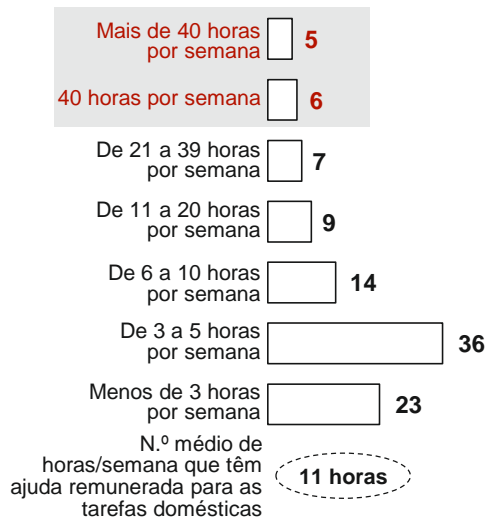 Mais de 40 horas
por semana
5
40 horas por semana
6
De 21 a 39 horas
por semana
7
De 11 a 20 horas
por semana
9
De 6 a 10 horas
por semana
14
De 3 a 5 horas
por semana
36
Menos de 3 horas
por semana
23
N.º médio de
horas/semana que têm
ajuda remunerada para as
tarefas domésticas
11 horas